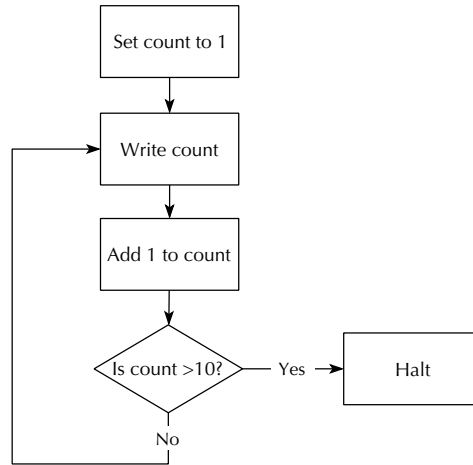 Set count to 1
Write count
Add 1 to count
Is count >10?
Yes
Halt
No